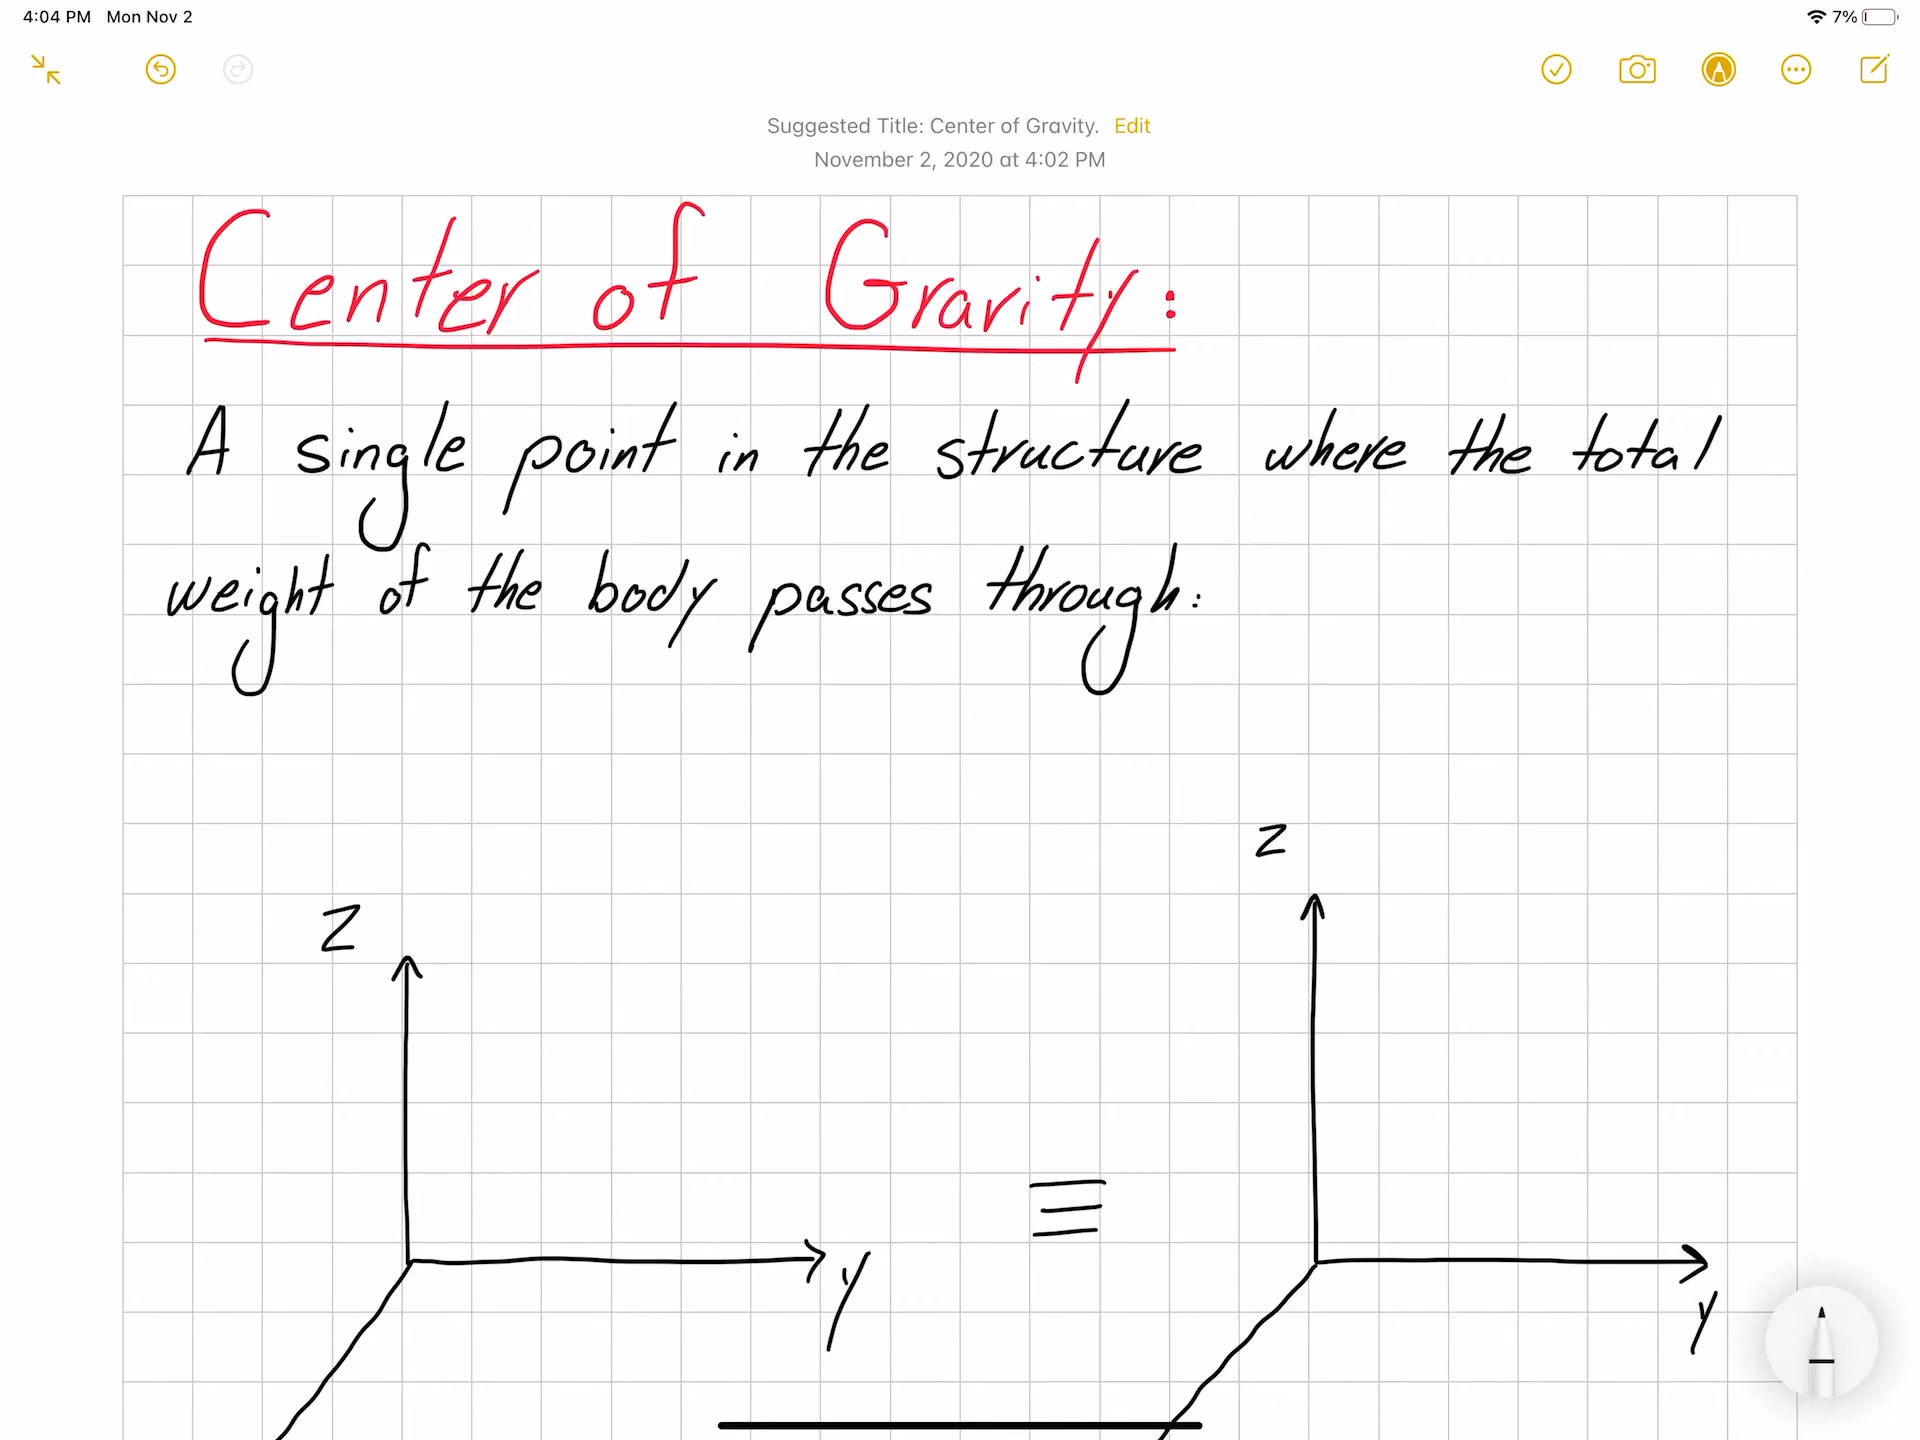 4:04 PM Mon Nov 2
7%
Suggested Title: Center of Gravity. Edit
November 2, 2020 at 4:02 PM
Center of Gravity:
A single point in the structure where the total
weight of the body passes through:
Z
y
≡
Z
y